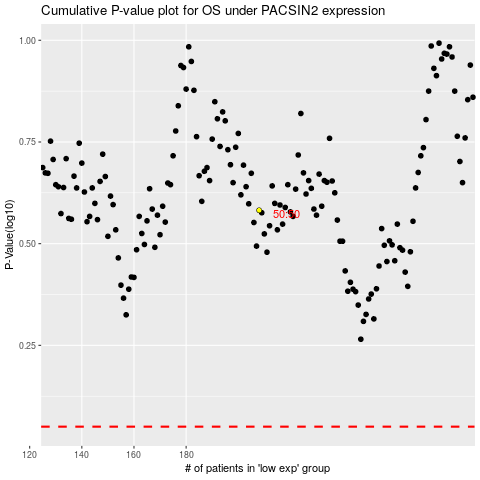 Cumulative P-value plot for OS under PACSIN2 expression
P-Value(log10)
1.00
0.75
0.50
0.25
50:50
120 140 160 180
# of patients in 'low exp' group